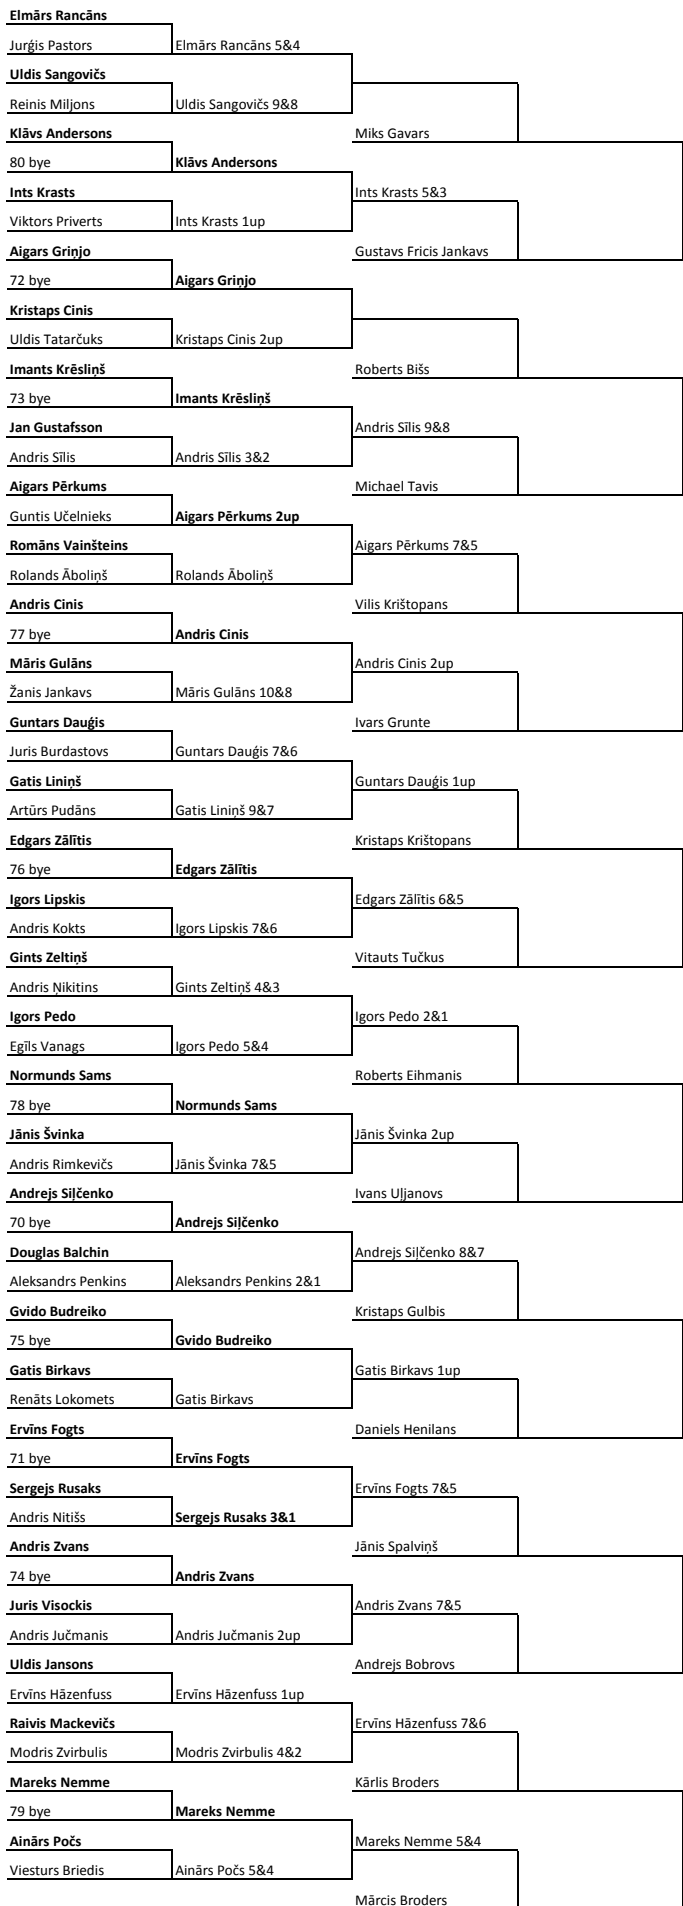 Elmārs Rancāns
Jurģis Pastors Elmārs Rancāns 5&4
Uldis Sangovičs
Reinis Miljons Uldis Sangovičs 9&8
Klāvs Andersons Miks Gavars
80 bye Klāvs Andersons
Ints Krasts Ints Krasts 5&3
Viktors Priverts Ints Krasts 1up
Aigars Griņjo Gustavs Fricis Jankavs
72 bye Aigars Griņjo
Kristaps Cinis
Uldis Tatarčuks Kristaps Cinis 2up
Imants Krēsliņš Roberts Bišs
73 bye Imants Krēsliņš
Jan Gustafsson Andris Sīlis 9&8
Andris Sīlis Andris Sīlis 3&2
Aigars Pērkums Michael Tavis
Guntis Učelnieks Aigars Pērkums 2up
Romāns Vainšteins Aigars Pērkums 7&5
Rolands Āboliņš Rolands Āboliņš
Andris Cinis Vilis Krištopans
77 bye Andris Cinis
Māris Gulāns Andris Cinis 2up
Žanis Jankavs Māris Gulāns 10&8
Guntars Dauģis Ivars Grunte
Juris Burdastovs Guntars Dauģis 7&6
Gatis Liniņš Guntars Dauģis 1up
Artūrs Pudāns Gatis Liniņš 9&7
Edgars Zālītis Kristaps Krištopans
76 bye Edgars Zālītis
Igors Lipskis Edgars Zālītis 6&5
Andris Kokts Igors Lipskis 7&6
Gints Zeltiņš Vitauts Tučkus
Andris Ņikitins Gints Zeltiņš 4&3
Igors Pedo Igors Pedo 2&1
Egīls Vanags Igors Pedo 5&4
Normunds Sams Roberts Eihmanis
78 bye Normunds Sams
Jānis Švinka Jānis Švinka 2up
Andris Rimkevičs Jānis Švinka 7&5
Andrejs Siļčenko Ivans Uļjanovs
70 bye Andrejs Siļčenko
Douglas Balchin Andrejs Siļčenko 8&7
Aleksandrs Penkins Aleksandrs Penkins 2&1
Gvido Budreiko Kristaps Gulbis
75 bye Gvido Budreiko
Gatis Birkavs Gatis Birkavs 1up
Renāts Lokomets Gatis Birkavs
Ervīns Fogts Daniels Henilans
71 bye Ervīns Fogts
Sergejs Rusaks Ervīns Fogts 7&5
Andris Nitišs Sergejs Rusaks 3&1
Andris Zvans Jānis Spalviņš
74 bye Andris Zvans
Juris Visockis Andris Zvans 7&5
Andris Jučmanis Andris Jučmanis 2up
Uldis Jansons Andrejs Bobrovs
Ervīns Hāzenfuss Ervīns Hāzenfuss 1up
Raivis Mackevičs Ervīns Hāzenfuss 7&6
Modris Zvirbulis Modris Zvirbulis 4&2
Mareks Nemme Kārlis Broders
79 bye Mareks Nemme
Ainārs Počs Mareks Nemme 5&4
Viesturs Briedis Ainārs Počs 5&4
Mārcis Broders